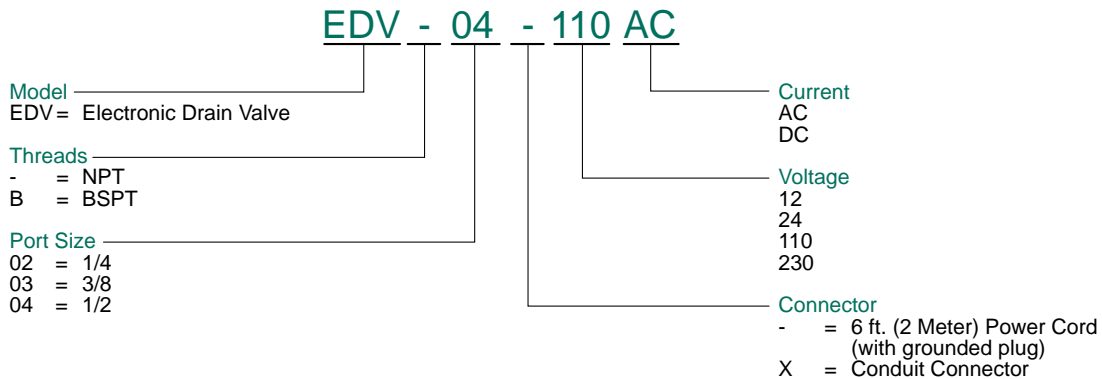 EDV - 04 - 110 AC
Model
EDV = Electronic Drain Valve
Threads
- = NPT
B = BSPT
Port Size
02 = 1/4
03 = 3/8
04 = 1/2
Current
AC
DC
Voltage
12
24
110
230
Connector
- = 6 ft. (2 Meter) Power Cord
(with grounded plug)
X = Conduit Connector